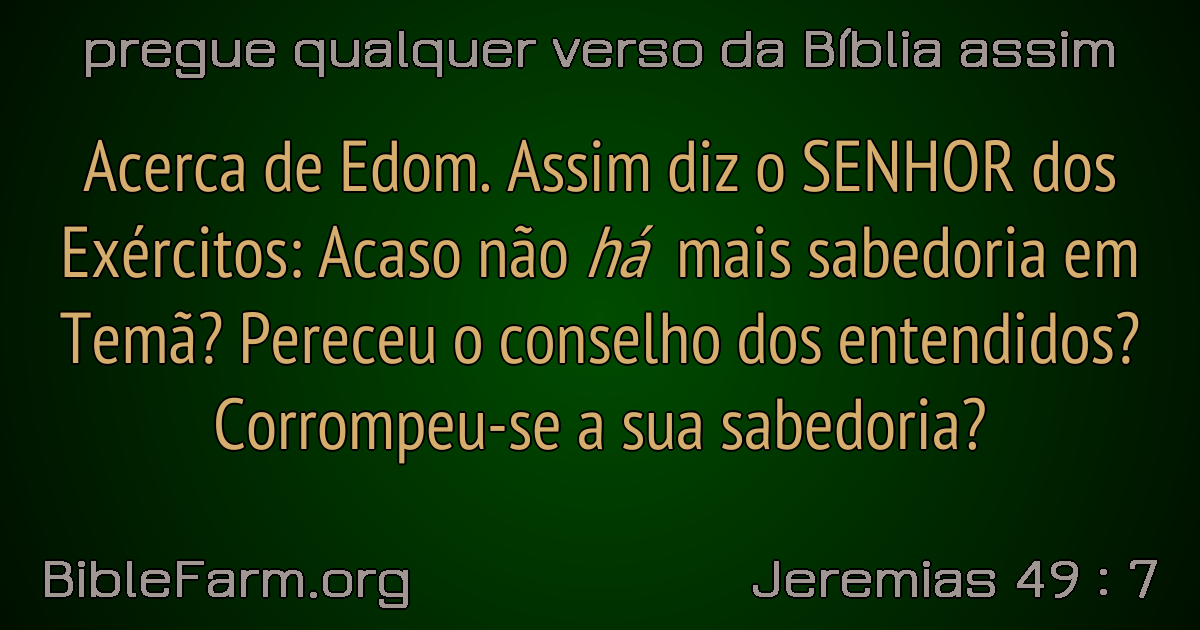 pregue qualquer verso da Bíblia assim
Acerca de Edom. Assim diz o SENHOR dos
Exércitos: Acaso não há mais sabedoria em
Temã? Pereceu o conselho dos entendidos?
Corrompeu-se a sua sabedoria?
BibleFarm.org
Jeremias 49 : 7